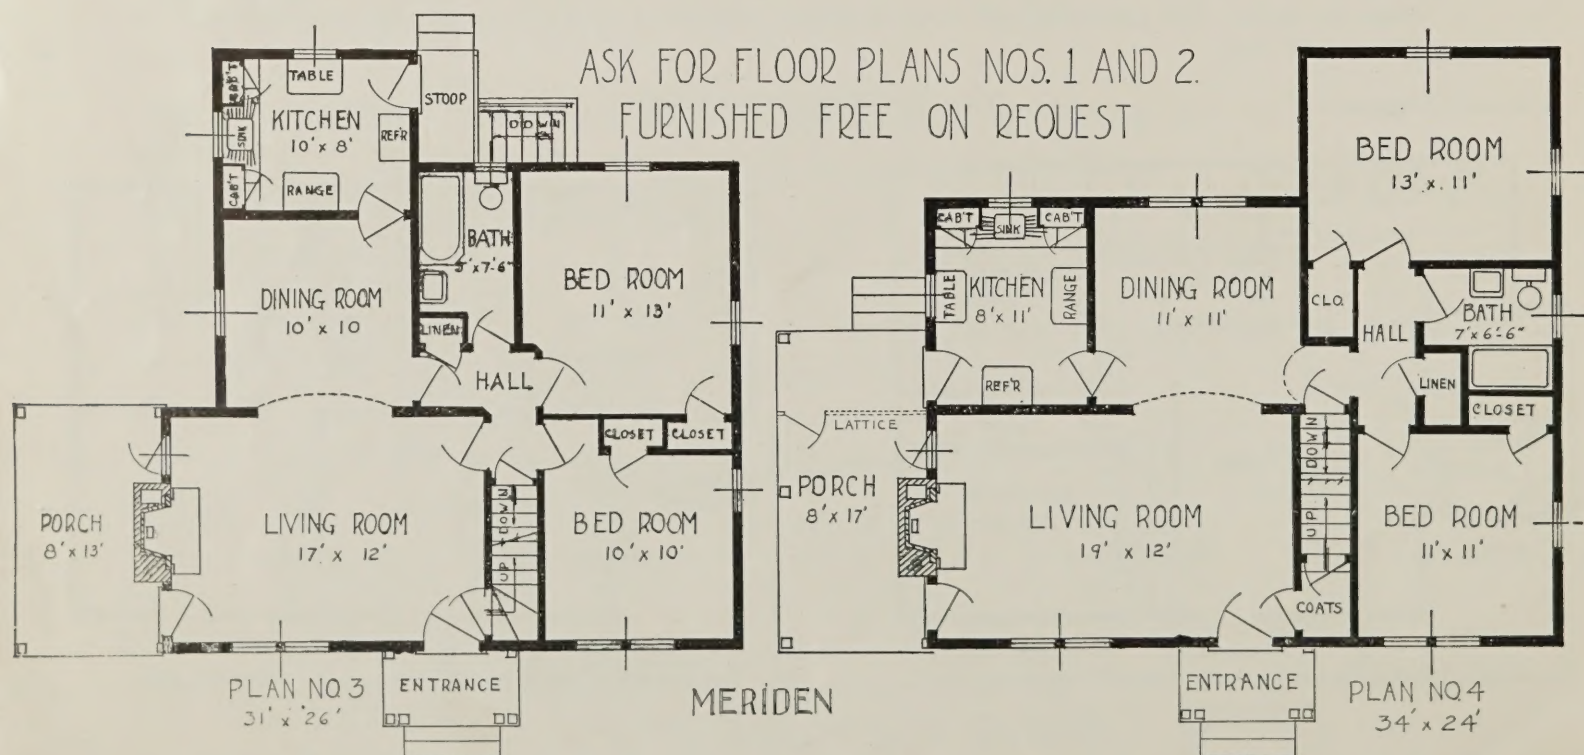 ASK FOR FLOOR PLANS NOS. 1 AND 2.
FURNISHED FREE ON REQUEST
CAB'T
TABLE
STOOP
SINK
KITCHEN
10' x 8'
REF'R
DOWN
CAB'T
RANGE
BATH
5' x 7'-6"
BED ROOM
11' x 13'
DINING ROOM
10' x 10
LINEN
HALL
CLOSET
CLOSET
PORCH
8' x 13'
LIVING ROOM
17' x 12'
DOWN
UP
BED ROOM
10' x 10'
PLAN NO. 3
31' x 26'
ENTRANCE
MERIDEN
BED ROOM
13' x 11'
CAB'T
SINK
CAB'T
TABLE
KITCHEN
8' x 11'
RANGE
REF'R
DINING ROOM
11' x 11'
CLO.
HALL
BATH
7' x 6'-6"
LINEN
CLOSET
LATTICE
PORCH
8' x 17'
LIVING ROOM
19' x 12'
DOWN
UP
COATS
BED ROOM
11' x 11'
ENTRANCE
PLAN NO. 4
34' x 24'